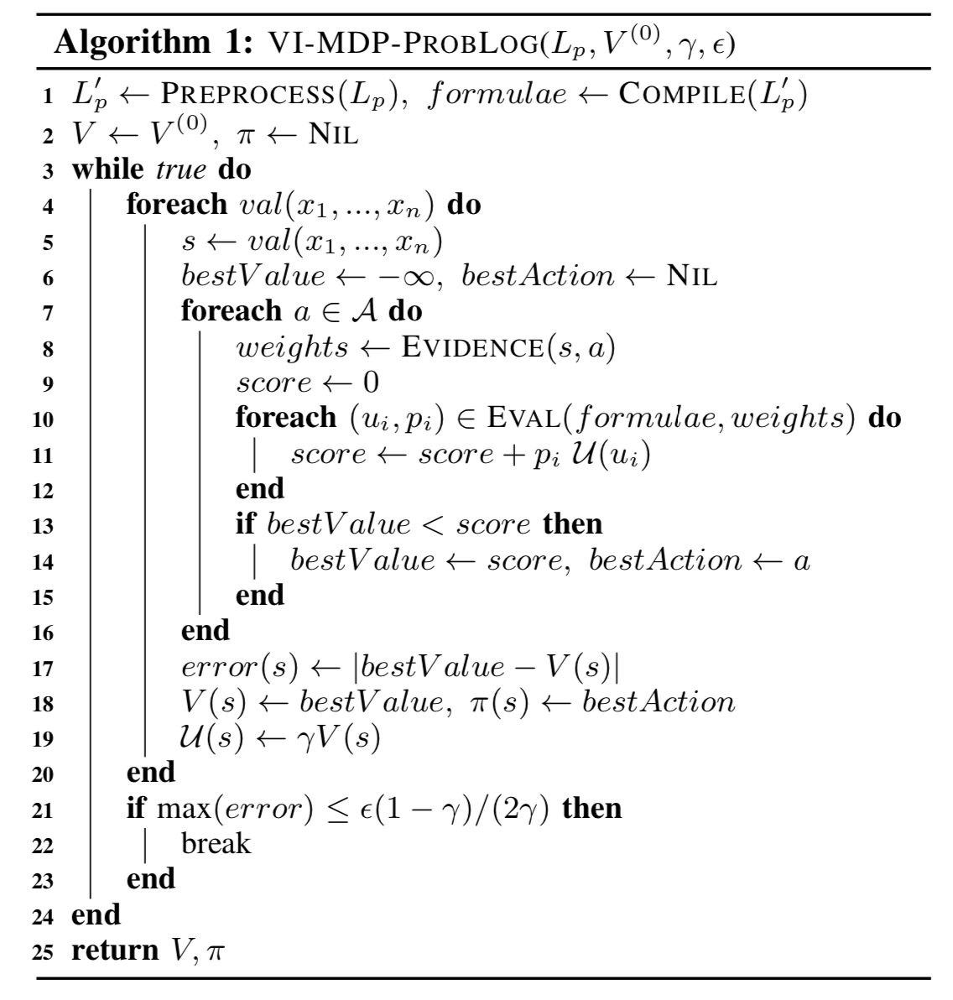 Algorithm 1: VI-MDP-PROBLOG(L_p, V^{(0)}, γ, ϵ)
1 L'_p ← PREPROCESS(L_p), formulae ← COMPILE(L'_p)
2 V ← V^{(0)}, π ← NIL
3 while true do
4 foreach val(x_1, ..., x_n) do
5 s ← val(x_1, ..., x_n)
6 bestValue ← −∞, bestAction ← NIL
7 foreach a ∈ 𝒜 do
8 weights ← EVIDENCE(s, a)
9 score ← 0
10 foreach (u_i, p_i) ∈ EVAL(formulae, weights) do
11 score ← score + p_i 𝒰(u_i)
12 end
13 if bestValue < score then
14 bestValue ← score, bestAction ← a
15 end
16 end
17 error(s) ← |bestValue − V(s)|
18 V(s) ← bestValue, π(s) ← bestAction
19 𝒰(s) ← γV(s)
20 end
21 if max(error) ≤ ϵ(1 − γ)/(2γ) then
22 break
23 end
24 end
25 return V, π